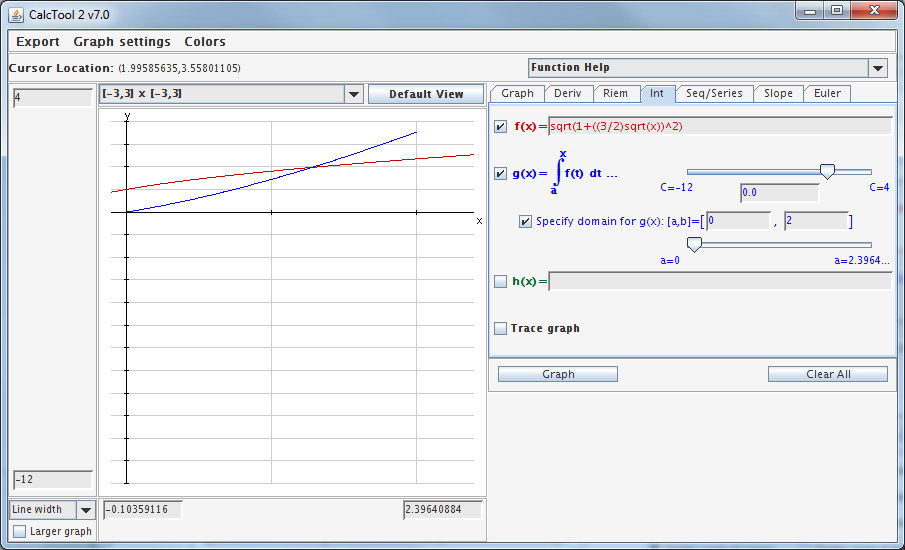 CalcTool 2 v7.0
Export Graph settings Colors
Cursor Location: (1.99585635,3.55801105)
Function Help
4
[-3,3] x [-3,3]
Default View
Graph Deriv Riem Int Seq/Series Slope Euler
y
x
f(x)= sqrt(1+((3/2)sqrt(x))^2)
x
g(x)= ∫ f(t) dt ...
a
C=-12 C=4
0.0
Specify domain for g(x): [a,b]=[ 0 , 2 ]
a=0 a=2.3964...
h(x)=
Trace graph
Graph Clear All
-12
Line width
-0.10359116 2.39640884
Larger graph